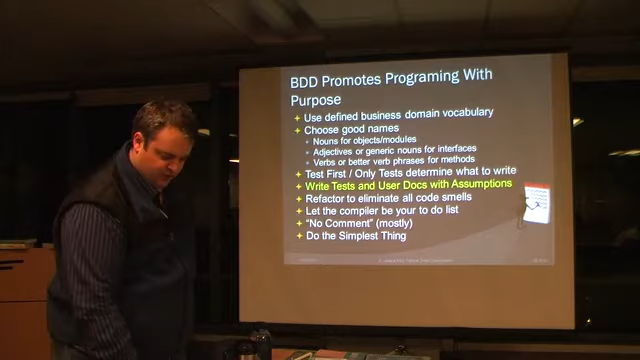 BDD Promotes Programing With
Purpose
Use defined business domain vocabulary
Choose good names
Nouns for objects/modules
Adjectives or generic nouns for interfaces
Verbs or better verb phrases for methods
Test First / Only Tests determine what to write
Write Tests and User Docs with Assumptions
Refactor to eliminate all code smells
Let the compiler be your to do list
"No Comment" (mostly)
Do the Simplest Thing